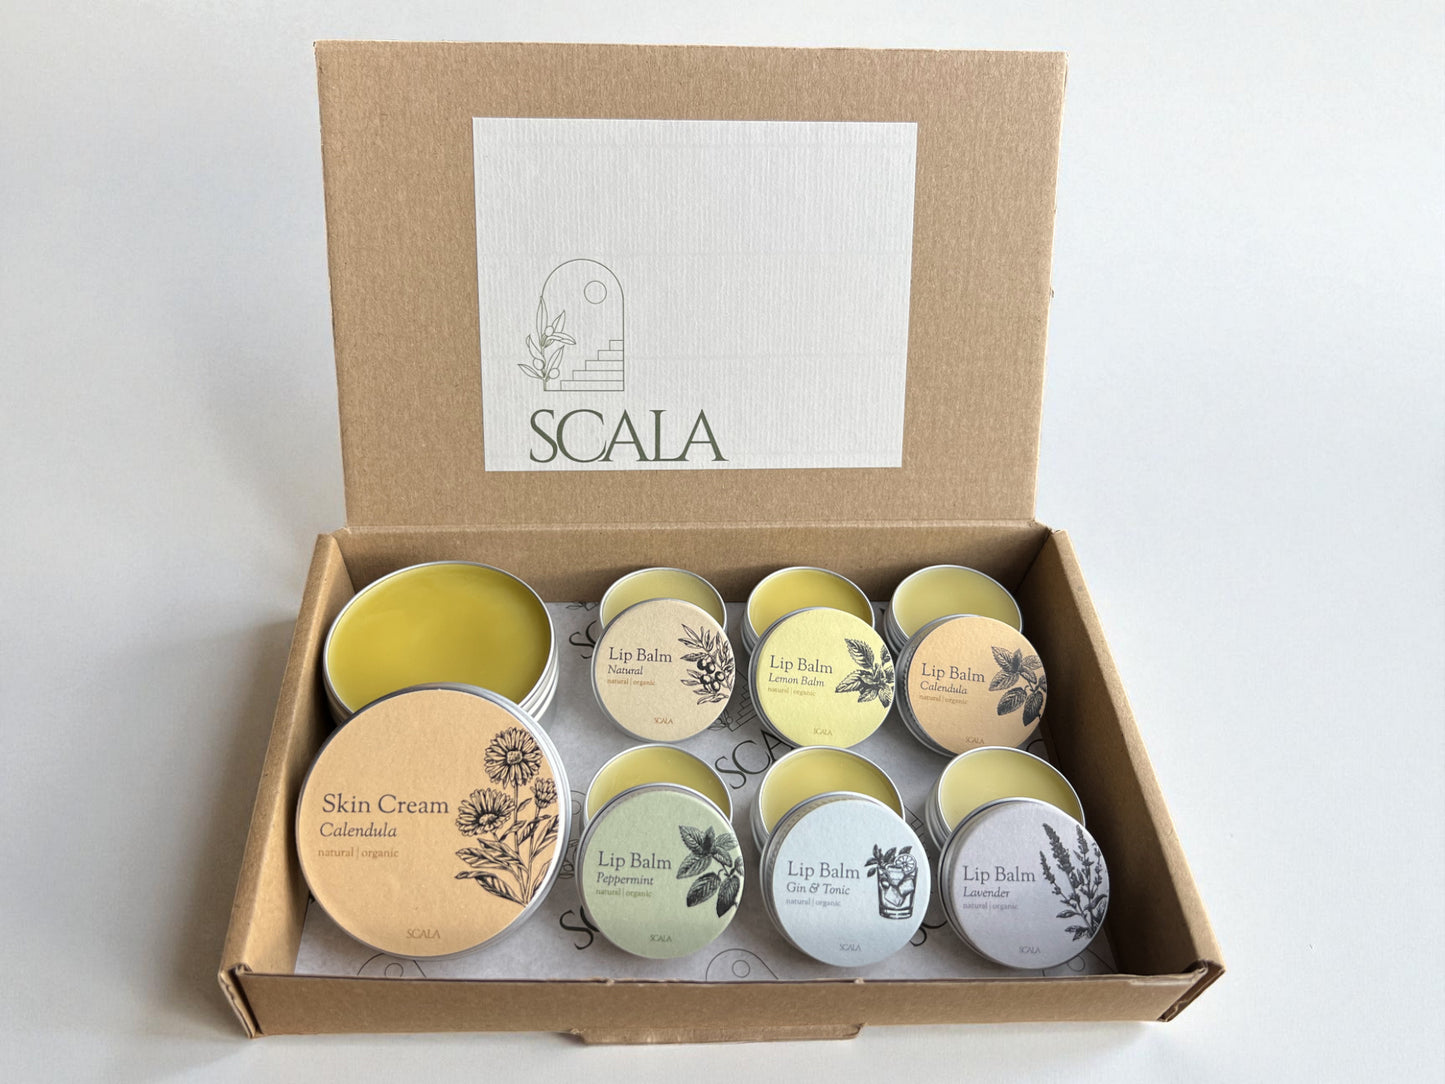 SCALA
Lip Balm
Natural
natural | organic
SCALA
Lip Balm
Lemon Balm
natural | organic
SCALA
Lip Balm
Calendula
natural | organic
SCALA
Skin Cream
Calendula
natural | organic
SCALA
Lip Balm
Peppermint
natural | organic
SCALA
Lip Balm
Gin & Tonic
natural | organic
SCALA
Lip Balm
Lavender
natural | organic
SCALA